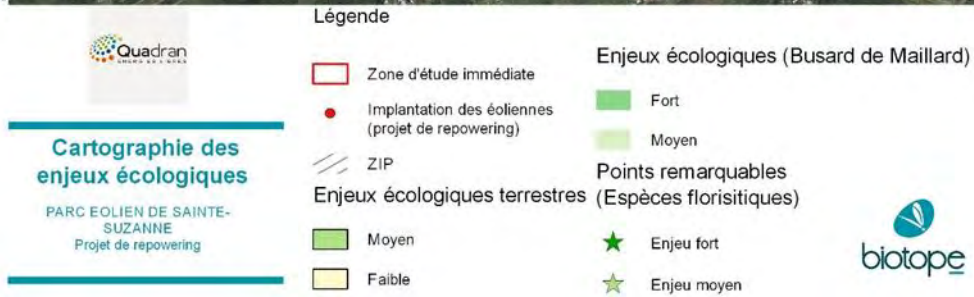 Quadran
Cartographie des
enjeux écologiques
PARC EOLIEN DE SAINTE-
SUZANNE
Projet de repowering
Légende
Zone d'étude immédiate
Implantation des éoliennes
(projet de repowering)
ZIP
Enjeux écologiques terrestres
Moyen
Faible
Enjeux écologiques (Busard de Maillard)
Fort
Moyen
Points remarquables
(Espèces florisitiques)
Enjeu fort
Enjeu moyen
biotope